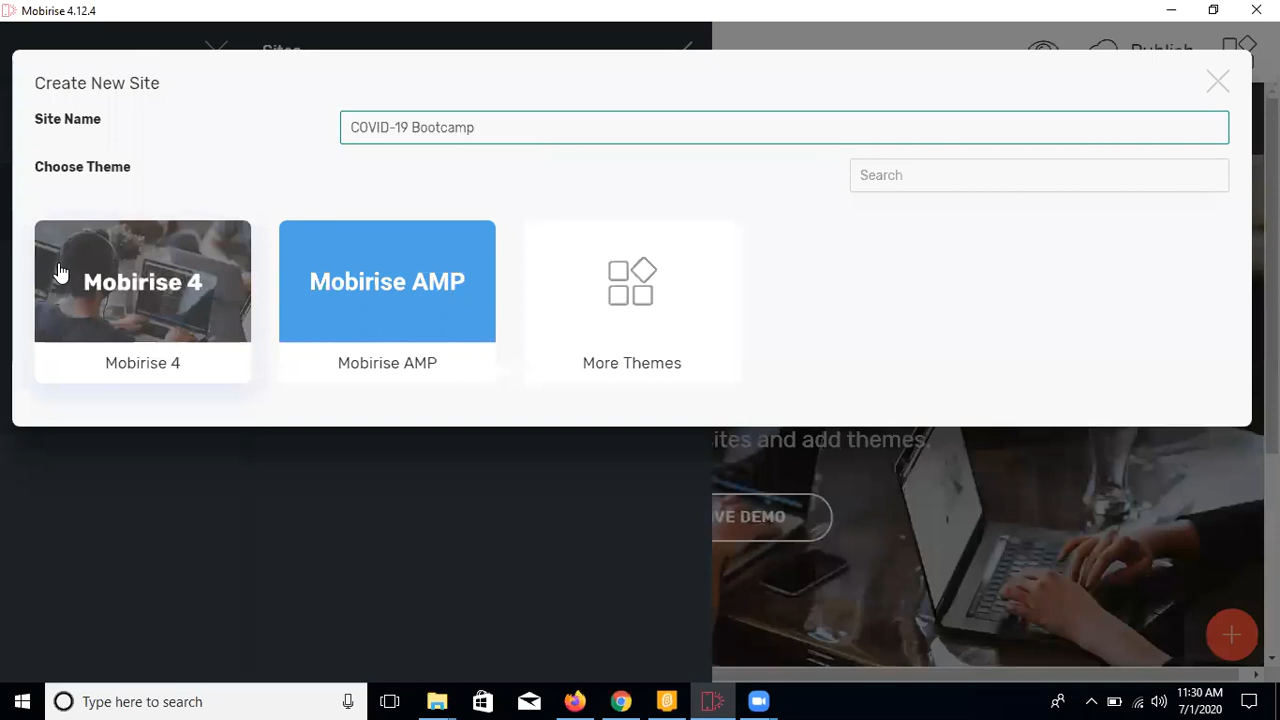 Mobirise 4.12.4
Sites
Publish
Create New Site
Site Name
COVID-19 Bootcamp
Choose Theme
Search
Mobirise 4
Mobirise AMP
Mobirise 4
Mobirise AMP
More Themes
ites and add themes.
VE DEMO
Type here to search
11:30 AM
7/1/2020